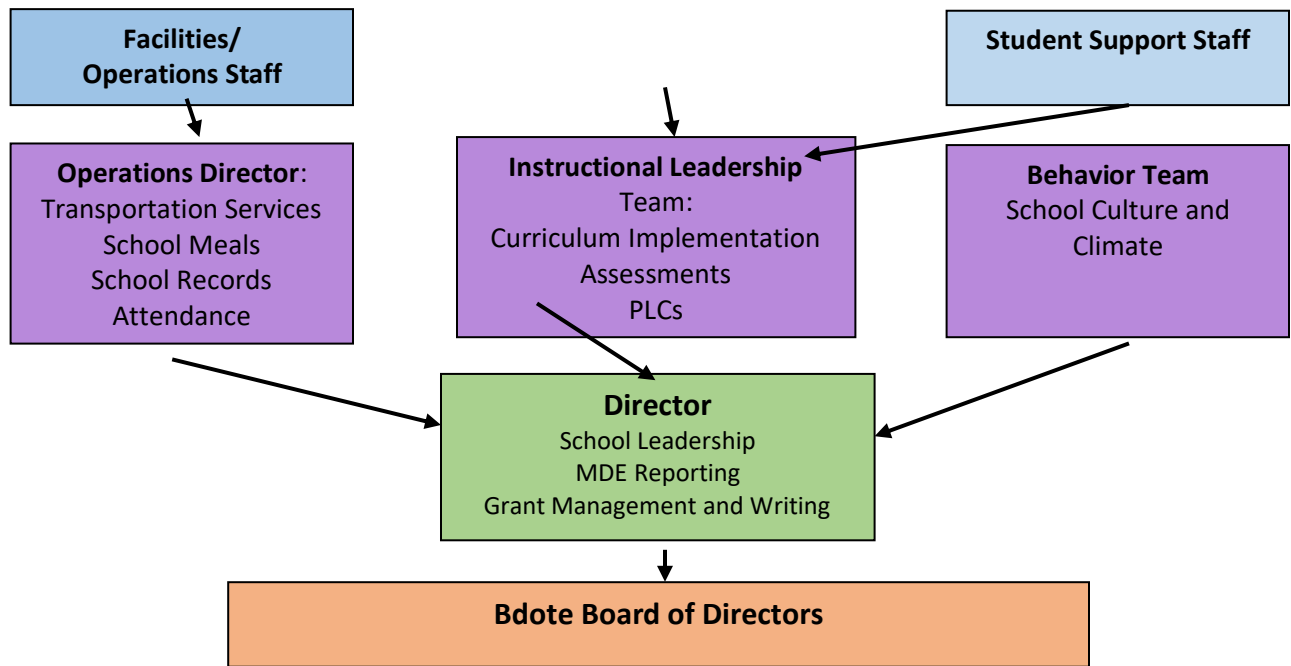 Facilities/
Operations Staff
Student Support Staff
Operations Director:
Transportation Services
School Meals
School Records
Attendance
Instructional Leadership
Team:
Curriculum Implementation
Assessments
PLCs
Behavior Team
School Culture and
Climate
Director
School Leadership
MDE Reporting
Grant Management and Writing
Bdote Board of Directors